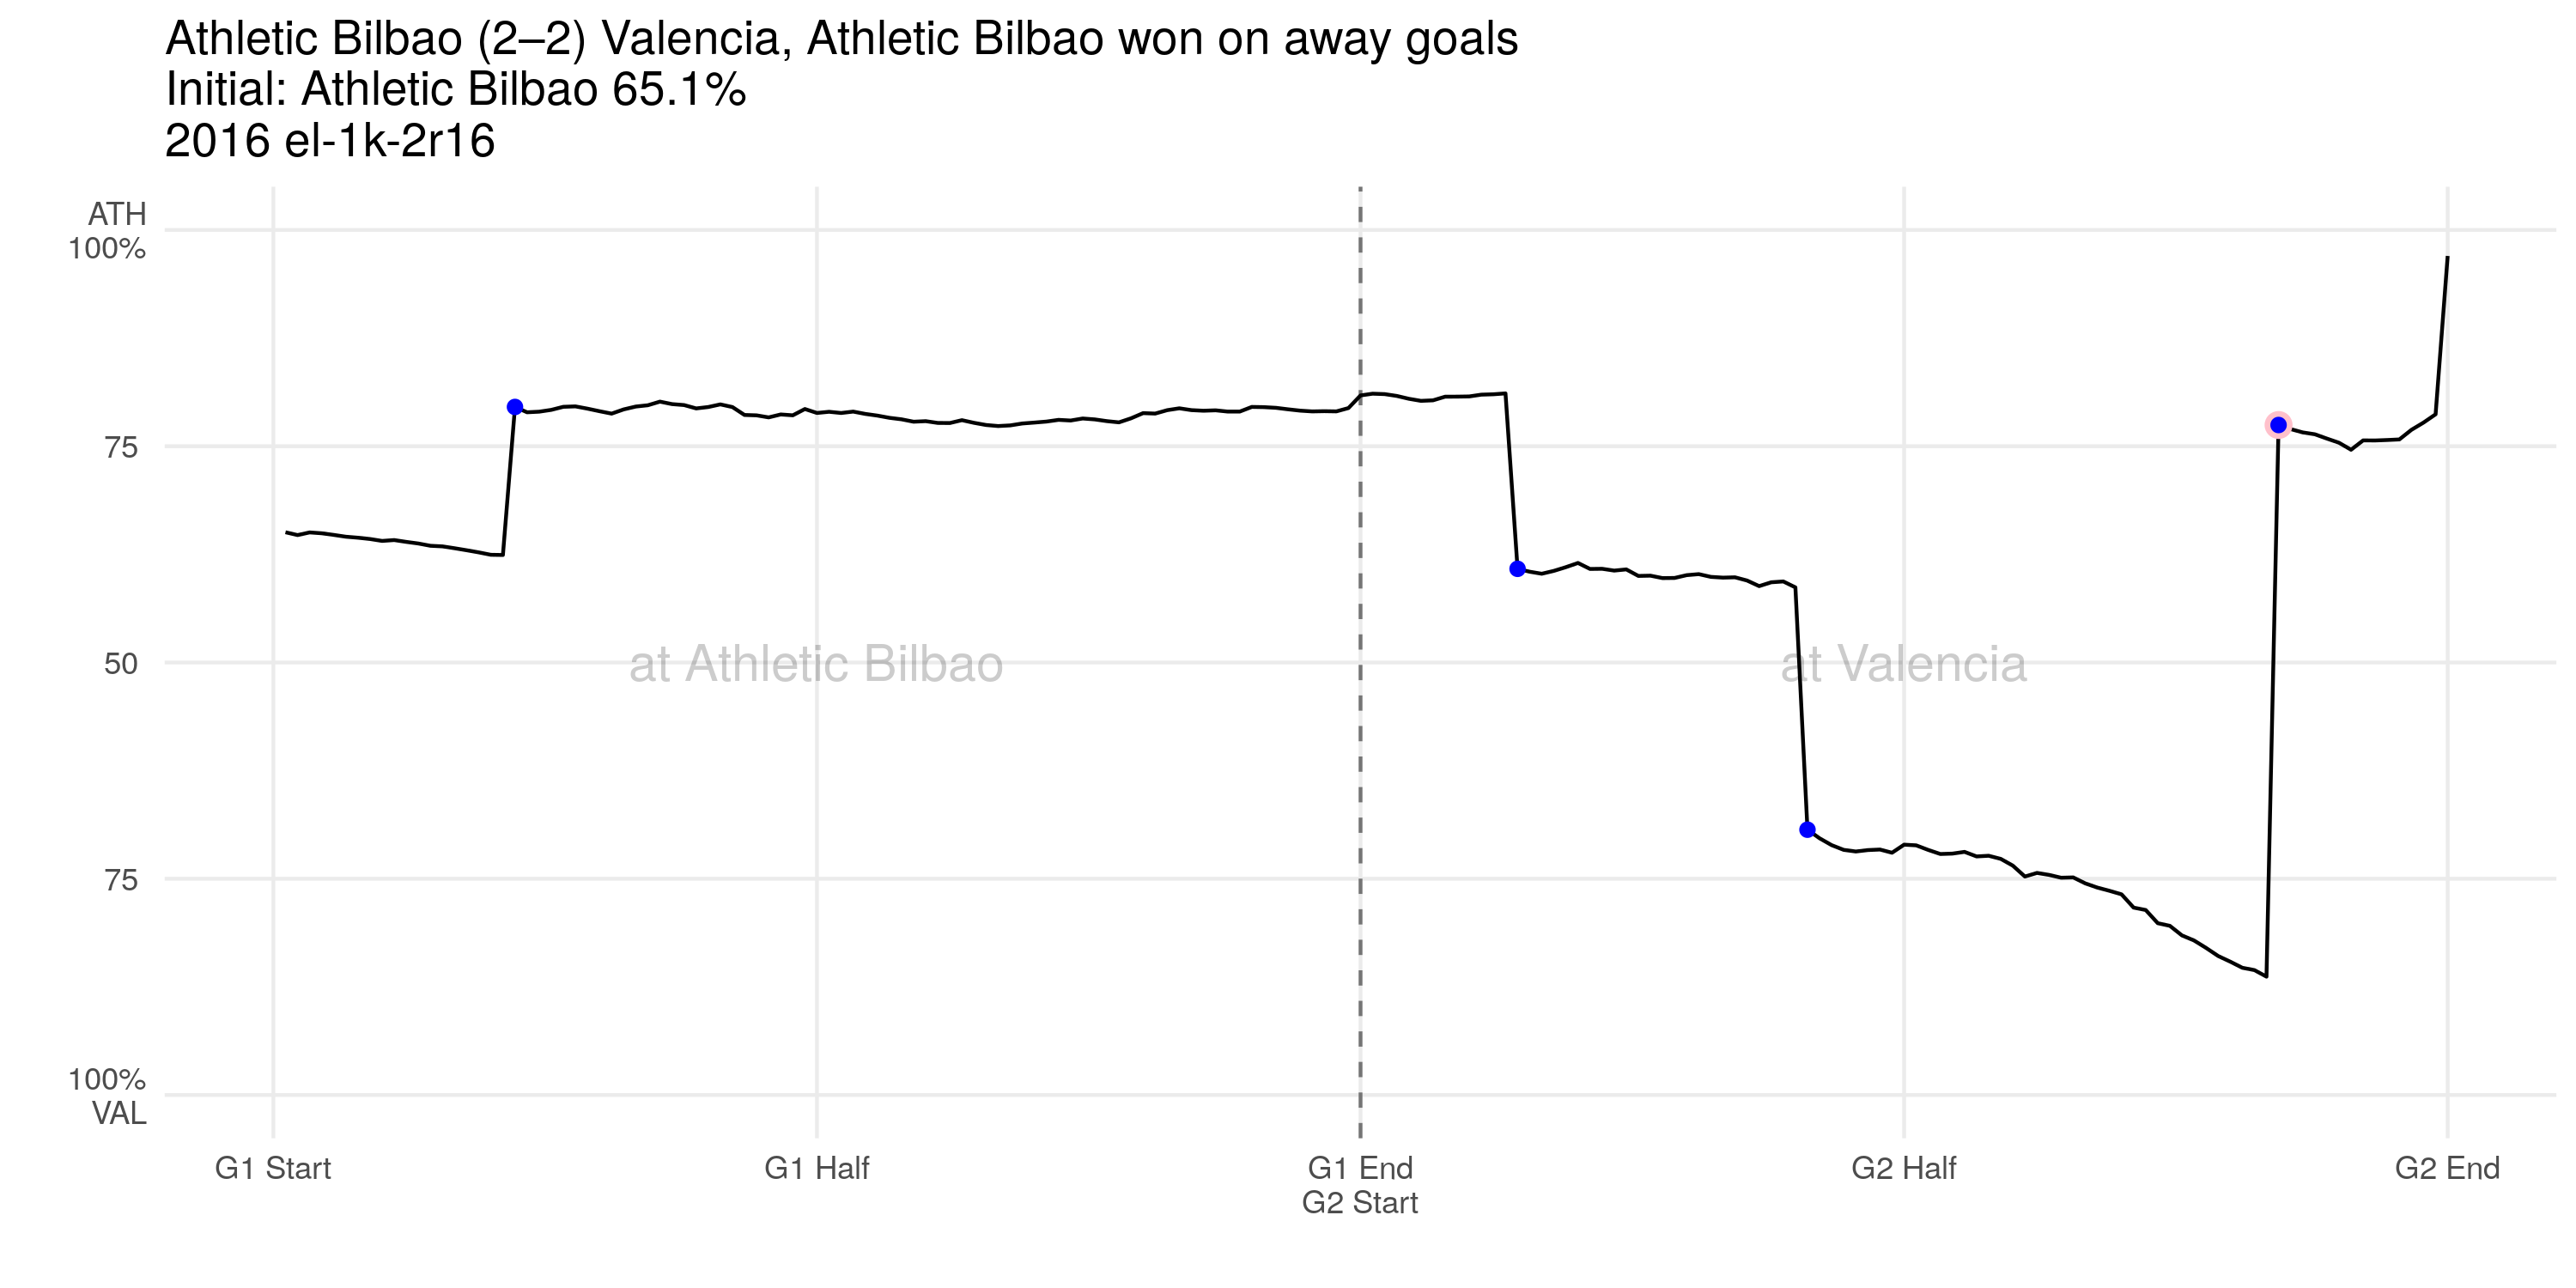 Athletic Bilbao (2–2) Valencia, Athletic Bilbao won on away goals
Initial: Athletic Bilbao 65.1%
2016 el-1k-2r16
ATH
100%
75
50
75
100%
VAL
at Athletic Bilbao
at Valencia
G1 Start
G1 Half
G1 End
G2 Start
G2 Half
G2 End